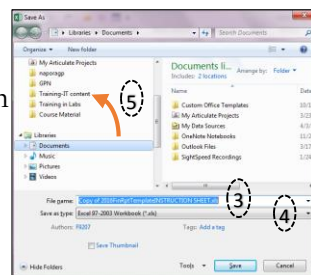 Save As
Libraries ▸ Documents ▸
Search Documents
Organize ▾ New folder
My Articulate Projects
naporagp
GPN
Training-IT content
Training in Labs
Course Material
Libraries
Documents
Music
Pictures
Videos
Documents li...
Includes: 2 locations
Arrange by: Folder ▾
Name
Date
Custom Office Templates
My Articulate Projects
My Data Sources
OneNote Notebooks
Outlook Files
SightSpeed Recordings
n
5
3
4
File name: Copy of 2016FinRptTemplateINSTRUCTION SHEET.xls
Save as type: Excel 97-2003 Workbook (*.xls)
Authors:
Tags: Add a tag
Save Thumbnail
Hide Folders
Tools ▾
Save
Cancel